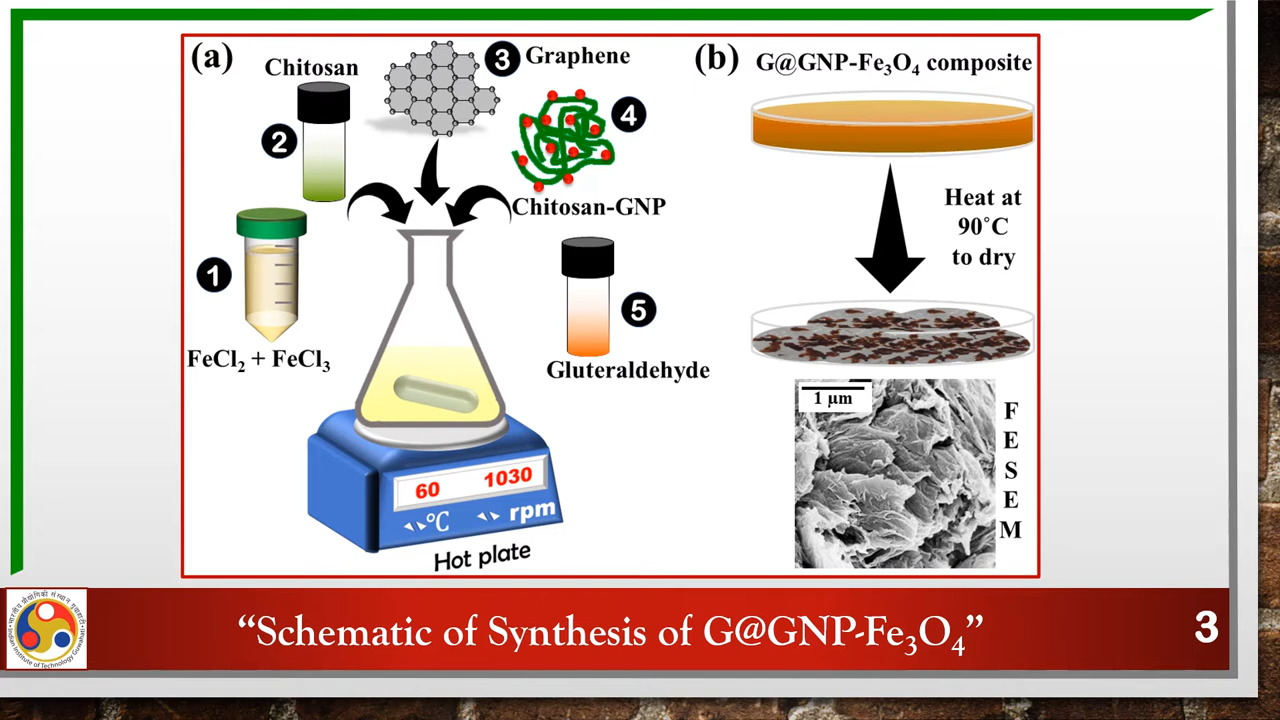 (a)
Chitosan
3 Graphene
2
4
Chitosan-GNP
1
FeCl₂ + FeCl₃
5
Gluteraldehyde
60 1030
°C rpm
Hot plate
(b) G@GNP-Fe₃O₄ composite
Heat at
90˚C
to dry
1 µm
F
E
S
E
M
“Schematic of Synthesis of G@GNP-Fe₃O₄”
3